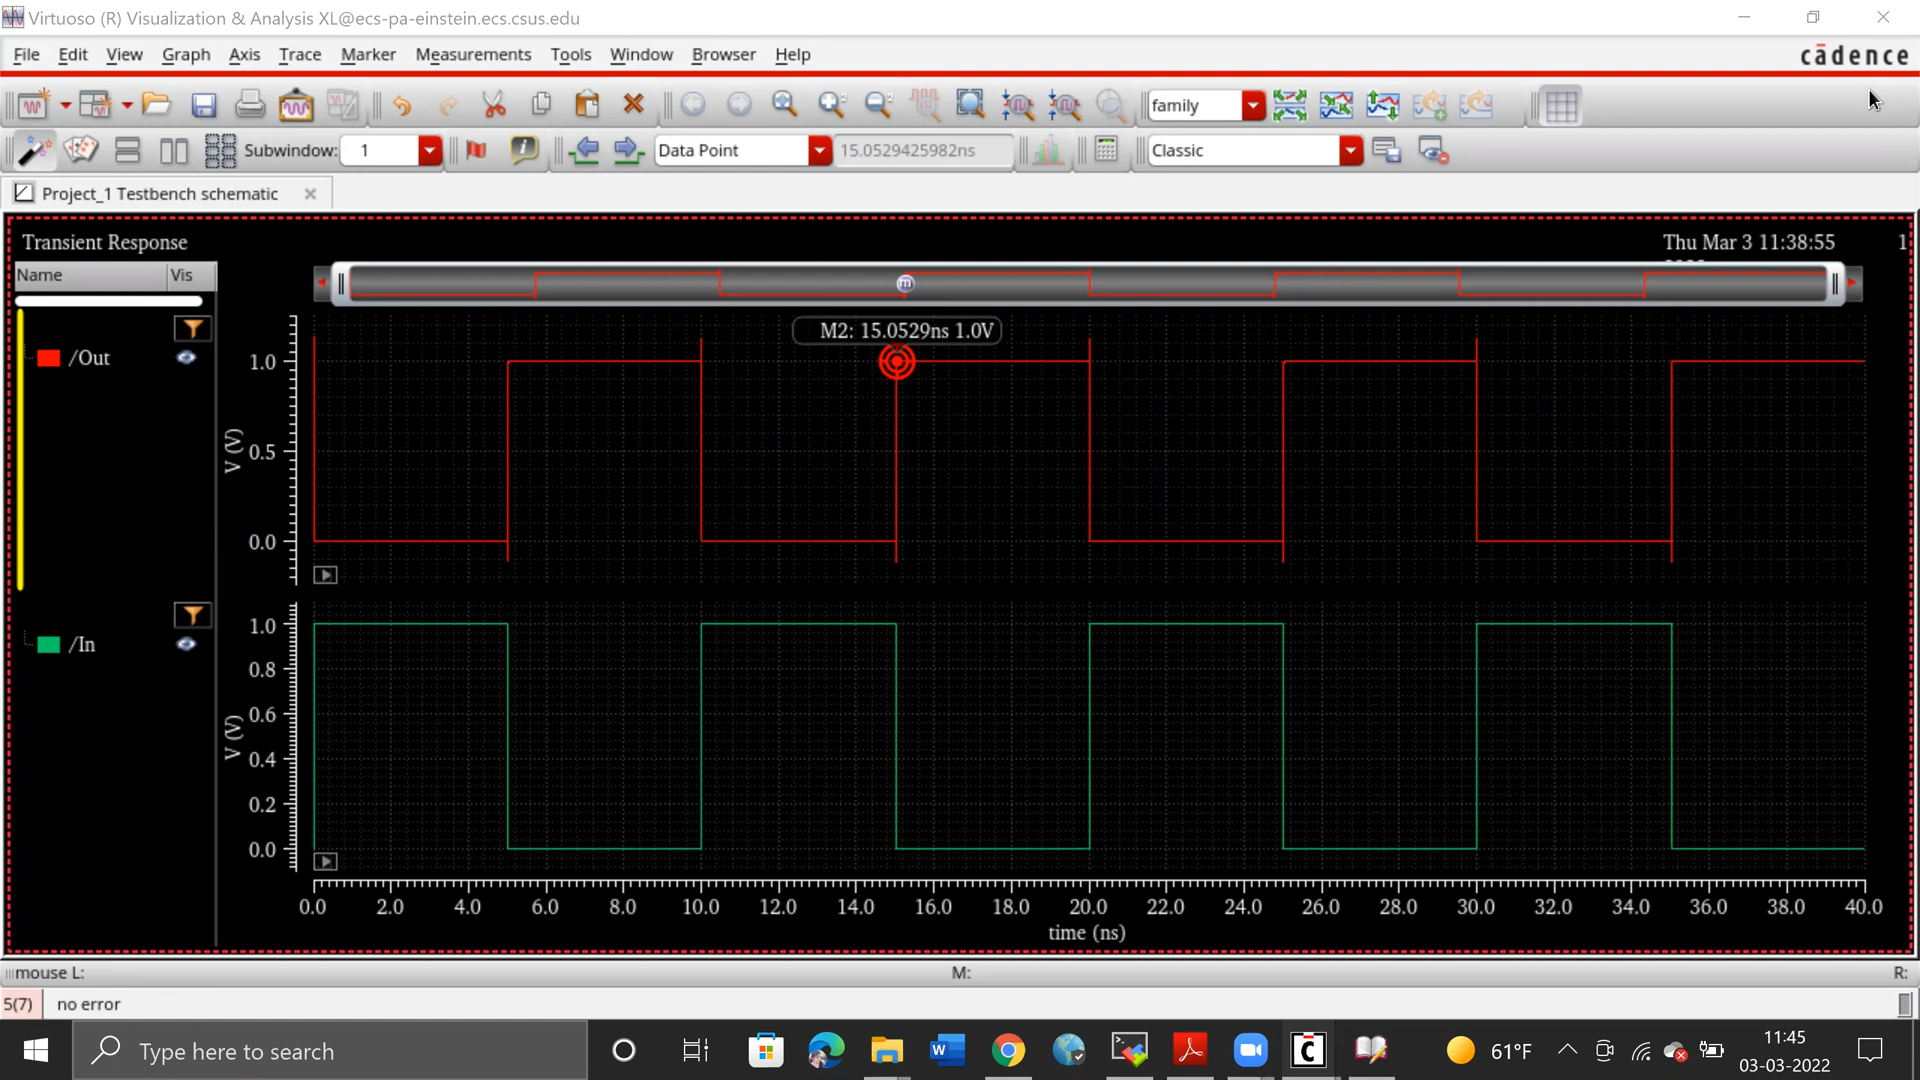 Virtuoso (R) Visualization & Analysis XL@ecs-pa-einstein.ecs.csus.edu
File Edit View Graph Axis Trace Marker Measurements Tools Window Browser Help
cādence
family
Subwindow: 1 Data Point 15.0529425982ns Classic
Project_1 Testbench schematic
Transient Response
Thu Mar 3 11:38:55 1
Name Vis
M2: 15.0529ns 1.0V
/Out
1.0
0.5
0.0
V (V)
/In
1.0
0.8
0.6
0.4
0.2
0.0
V (V)
0.0 2.0 4.0 6.0 8.0 10.0 12.0 14.0 16.0 18.0 20.0 22.0 24.0 26.0 28.0 30.0 32.0 34.0 36.0 38.0 40.0
time (ns)
mouse L: M: R:
5(7) no error
Type here to search
61°F
11:45
03-03-2022